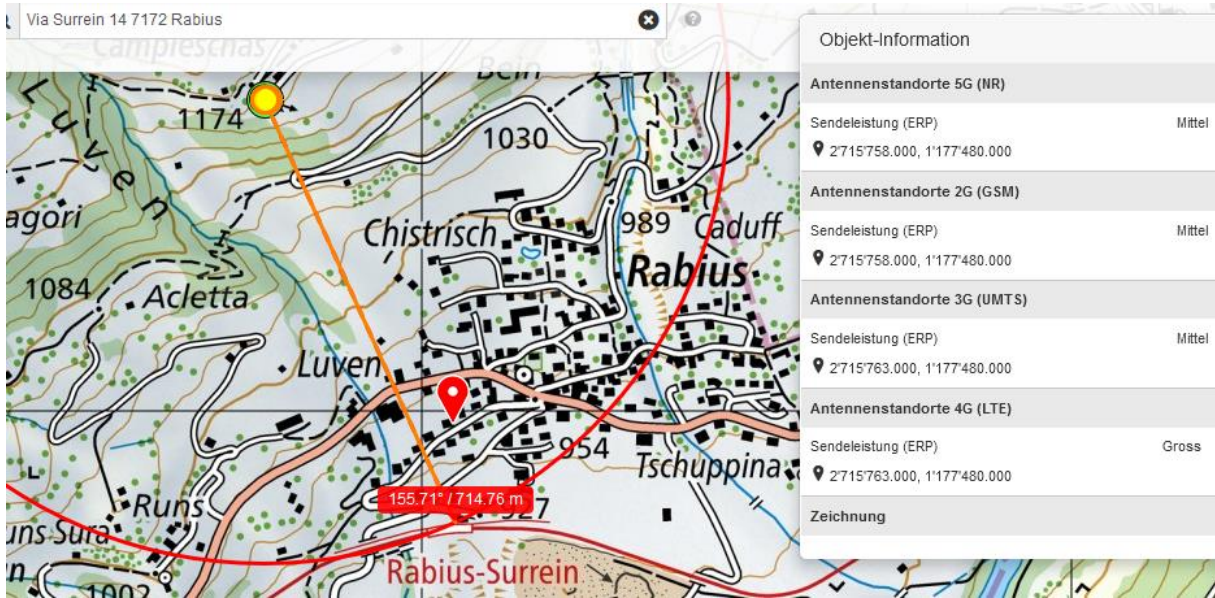 Via Surrein 14 7172 Rabius
Campieschas
Bein
Luven
1174
1030
agori
Chistrisch
989
Caduff
Rabius
1084
Acletta
Luven
954
Tschuppina
155.71° / 714.76 m
927
Runs
uns Sura
Rabius-Surrein
1002
Objekt-Information
Antennenstandorte 5G (NR)
Sendeleistung (ERP) Mittel
2'715'758.000, 1'177'480.000
Antennenstandorte 2G (GSM)
Sendeleistung (ERP) Mittel
2'715'758.000, 1'177'480.000
Antennenstandorte 3G (UMTS)
Sendeleistung (ERP) Mittel
2'715'763.000, 1'177'480.000
Antennenstandorte 4G (LTE)
Sendeleistung (ERP) Gross
2'715'763.000, 1'177'480.000
Zeichnung